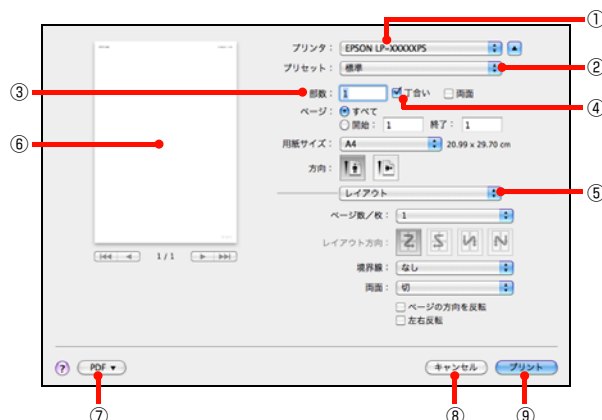 ①
プリンタ： EPSON LP-XXXXXPS
プリセット： 標準
②
③
部数： 1 丁合い 両面
④
ページ： すべて
開始： 1 終了： 1
⑥
用紙サイズ： A4 20.99 x 29.70 cm
方向：
レイアウト
⑤
ページ数／枚： 1
レイアウト方向：
1 / 1
境界線： なし
両面： 切
ページの方向を反転
左右反転
? PDF ▼ キャンセル プリント
⑦ ⑧ ⑨